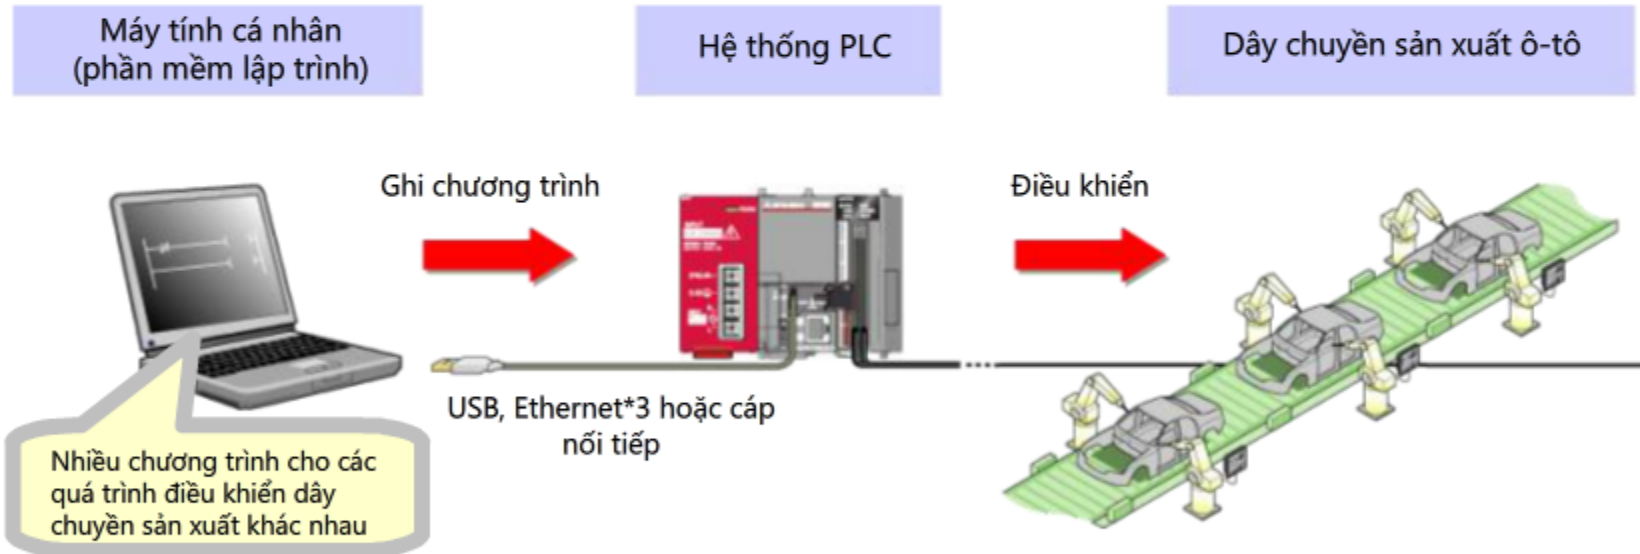 Máy tính cá nhân
(phần mềm lập trình)
Hệ thống PLC
Dây chuyền sản xuất ô-tô
Ghi chương trình
Điều khiển
USB, Ethernet*3 hoặc cáp
nối tiếp
Nhiều chương trình cho các
quá trình điều khiển dây
chuyền sản xuất khác nhau